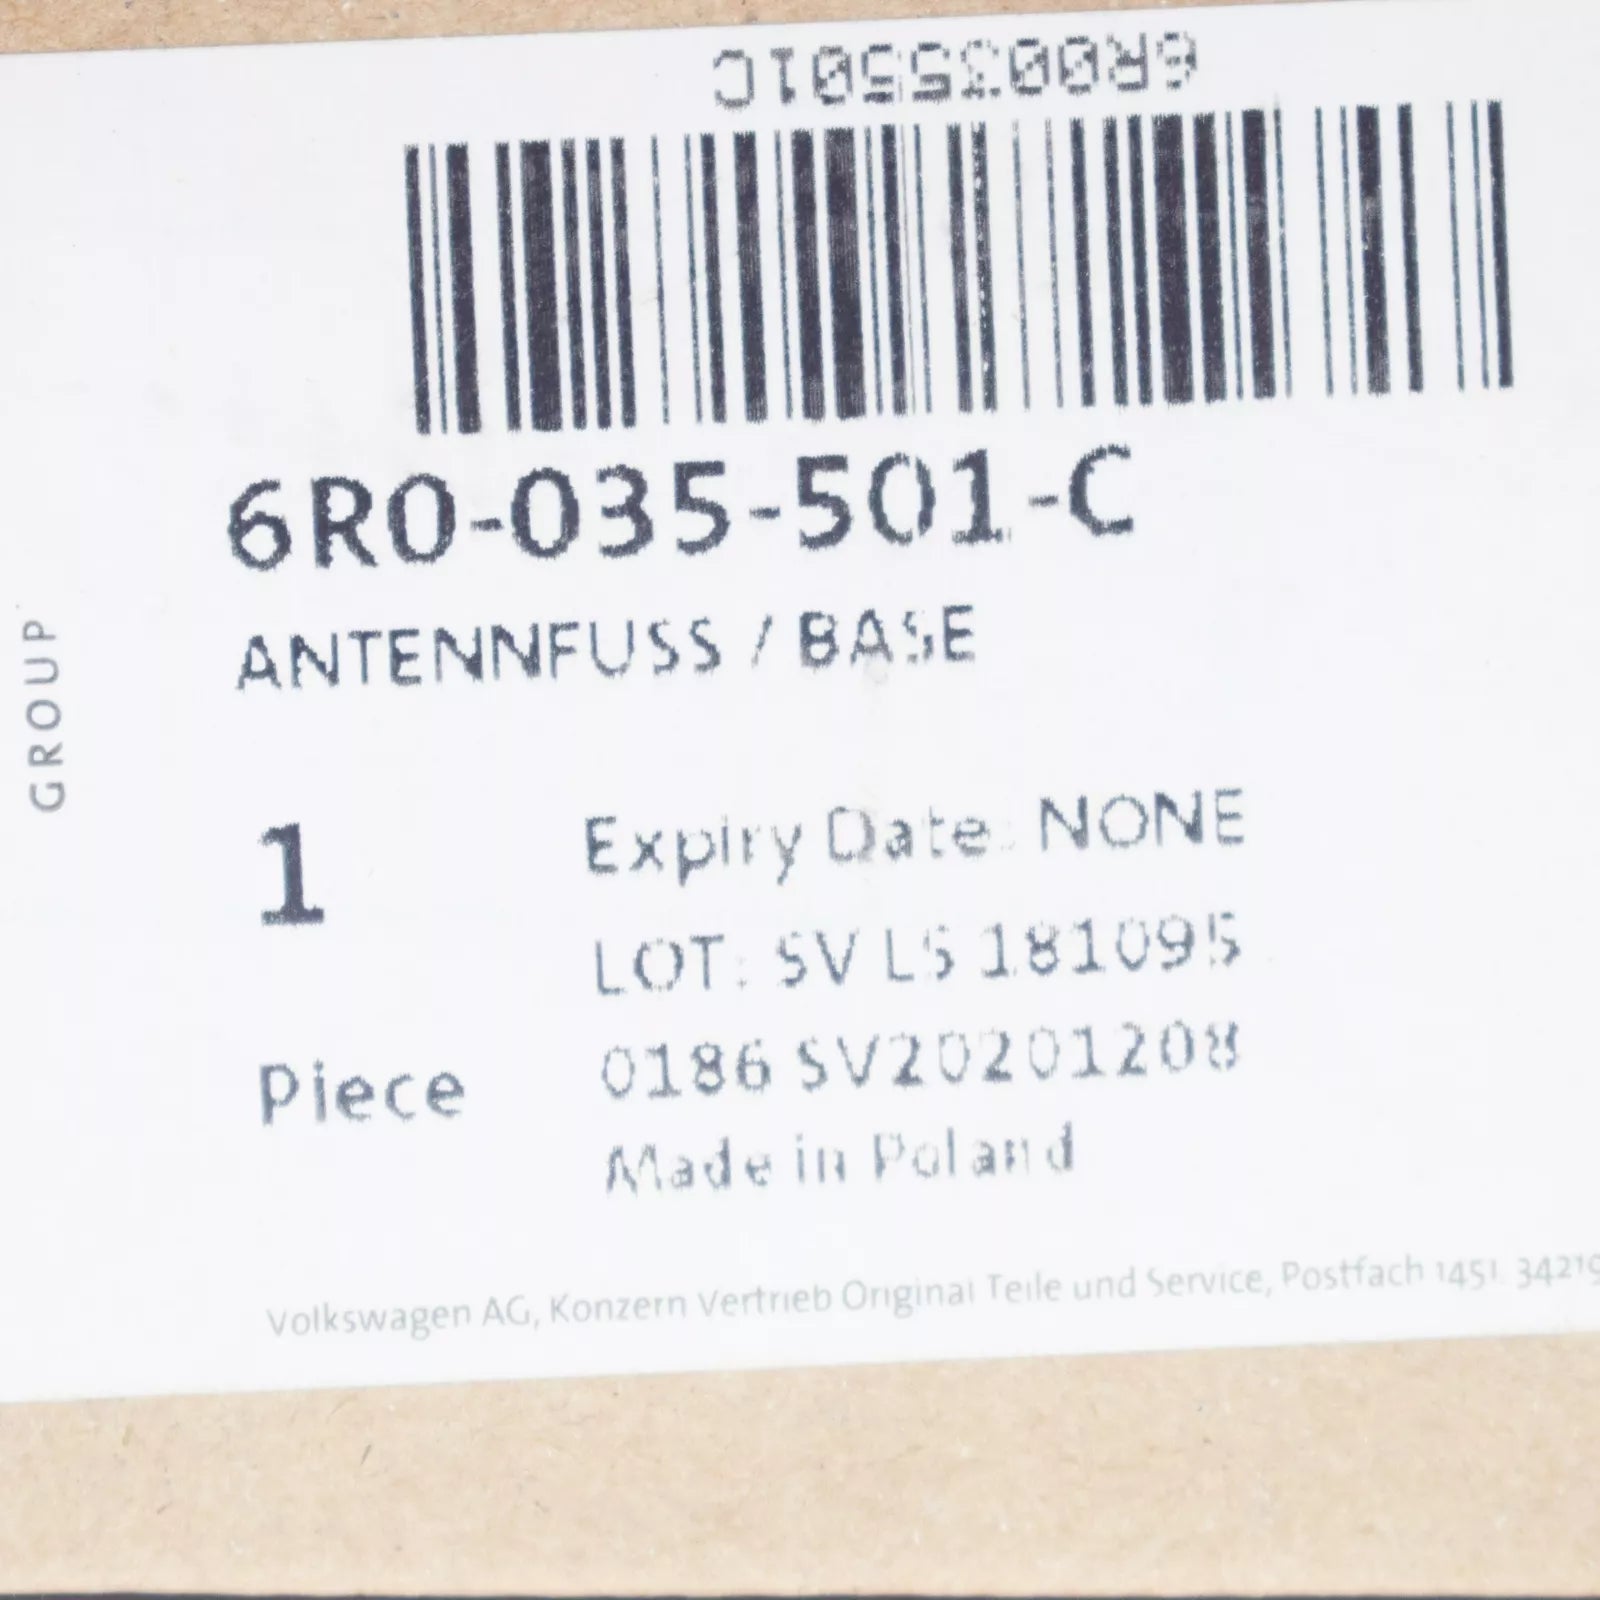 6R0035501C
6R0-035-501-C
ANTENNFUSS / BASE
GROUP
1
Expiry Date: NONE
LOT: SV LS 181095
Piece
0186 SV20201208
Made in Poland
Volkswagen AG, Konzern Vertrieb Original Teile und Service, Postfach 1451. 34219